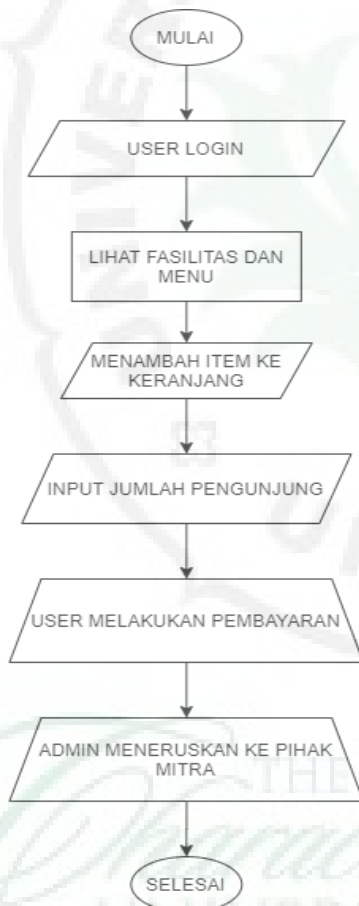 MULAI
USER LOGIN
LIHAT FASILITAS DAN
MENU
MENAMBAH ITEM KE
KERANJANG
INPUT JUMLAH PENGUNJUNG
USER MELAKUKAN PEMBAYARAN
ADMIN MENERUSKAN KE PIHAK
MITRA
THE
SELESAI